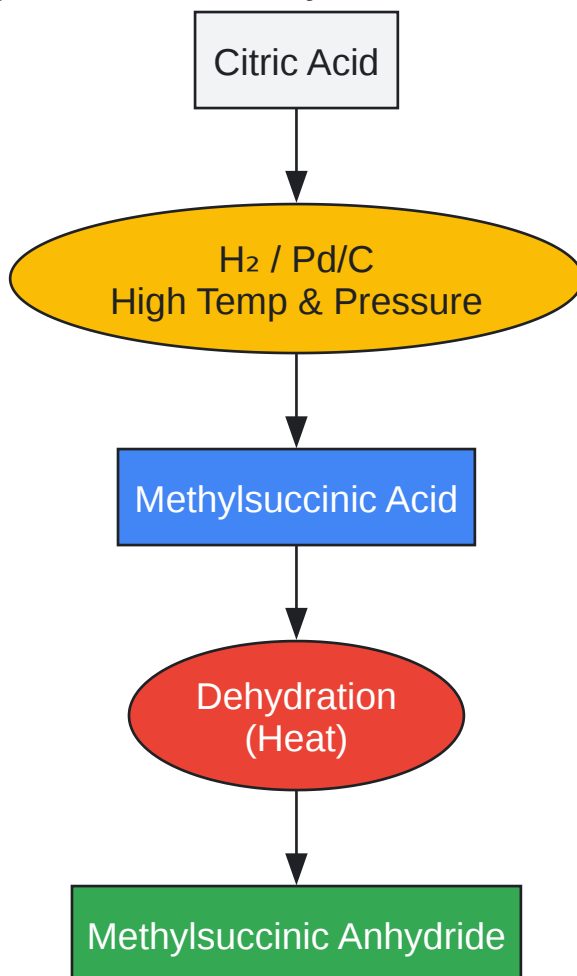 Citric Acid
H₂ / Pd/C
High Temp & Pressure
Methylsuccinic Acid
Dehydration
(Heat)
Methylsuccinic Anhydride